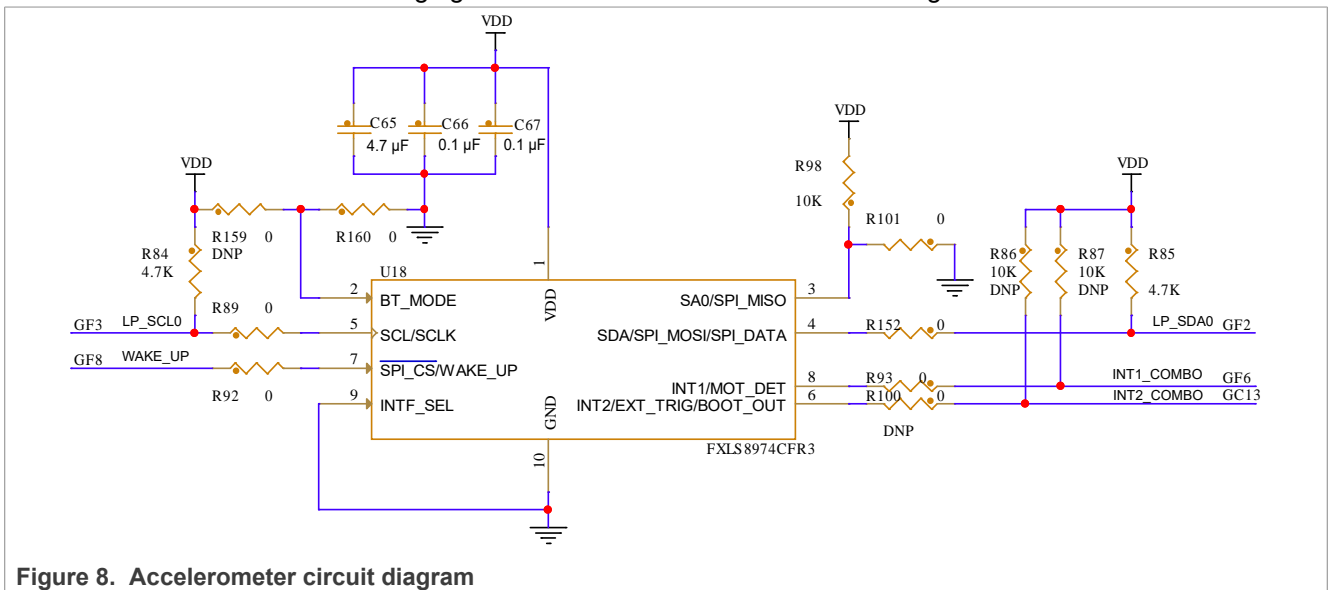 VDD
C65
C66
C67
4.7 µF
0.1 µF
0.1 µF
VDD
VDD
VDD
R98
10K
R101 0
R159 0
DNP
R160 0
R84
4.7K
R86
10K
DNP
R87
10K
DNP
R85
4.7K
1
U18
2 BT_MODE
VDD
SA0/SPI_MISO 3
GF3 LP_SCL0
R89 0
5 SCL/SCLK
SDA/SPI_MOSI/SPI_DATA 4
R152 0
LP_SDA0 GF2
GF8 WAKE_UP
R92 0
7 SPI_CS/WAKE_UP
INT1/MOT_DET 8
R93 0
INT1_COMBO GF6
9 INTF_SEL
GND
INT2/EXT_TRIG/BOOT_OUT 6
R100 0
INT2_COMBO GC13
DNP
10
FXLS8974CFR3
Figure 8. Accelerometer circuit diagram